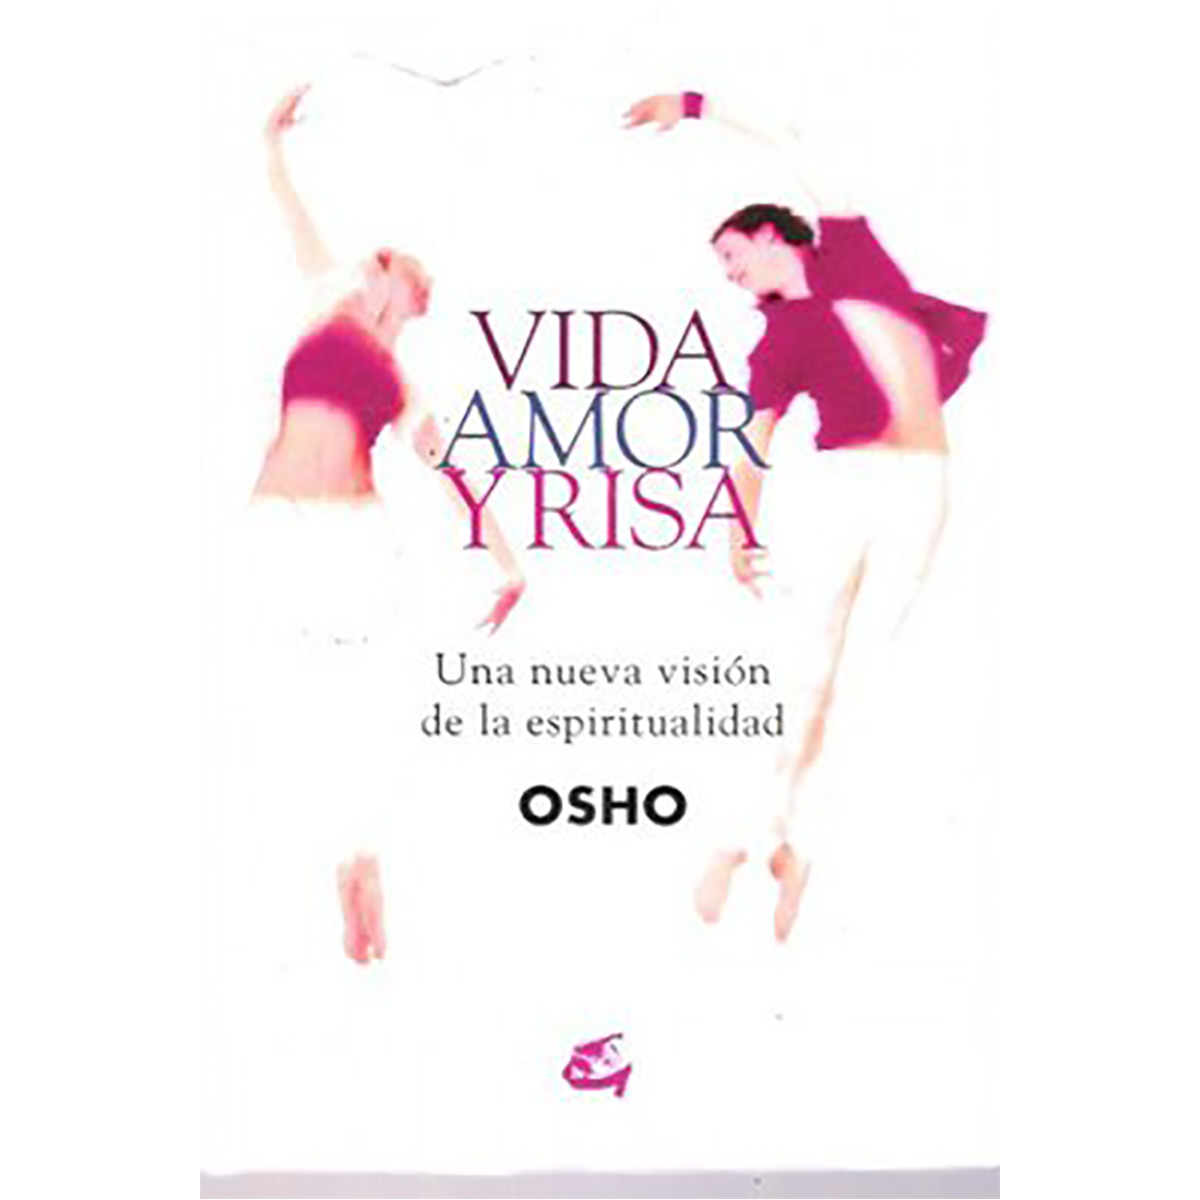 VIDA
AMOR
Y RISA
Una nueva visión
de la espiritualidad
OSHO